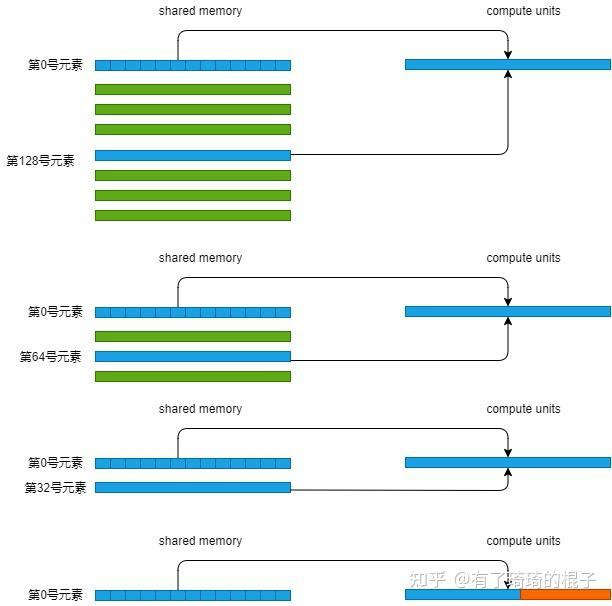 shared memory
compute units
第0号元素
第128号元素
shared memory
compute units
第0号元素
第64号元素
shared memory
compute units
第0号元素
第32号元素
shared memory
compute units
第0号元素
知乎 @有了琦琦的棍子